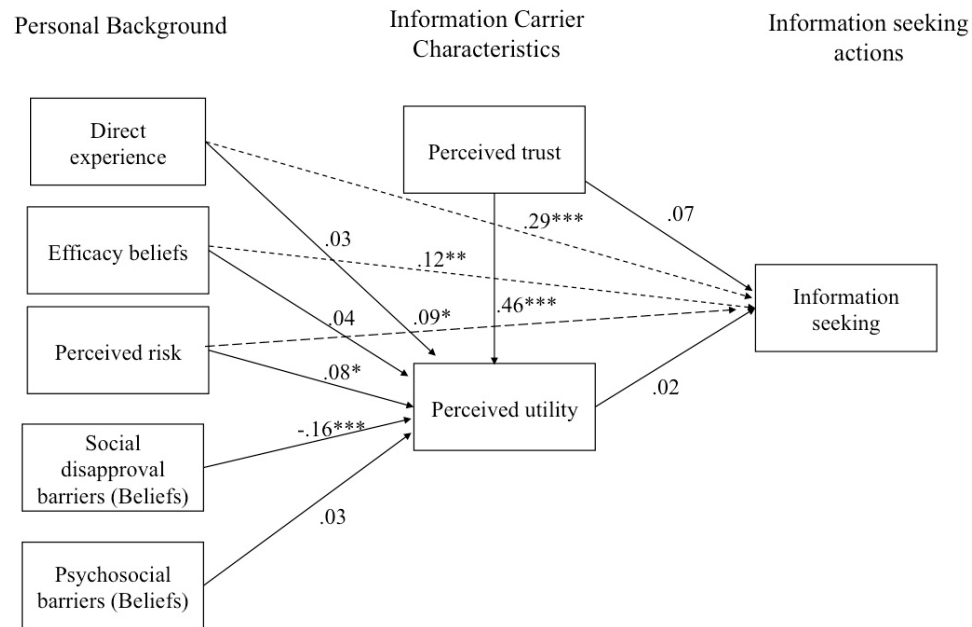 Personal Background
Information Carrier
Characteristics
Information seeking
actions
Direct
experience
Efficacy beliefs
Perceived risk
Social
disapproval
barriers (Beliefs)
Psychosocial
barriers (Beliefs)
Perceived trust
Perceived utility
Information
seeking
.03
.29***
.07
.12**
.04
.09*
.46***
.08*
.02
-.16***
.03